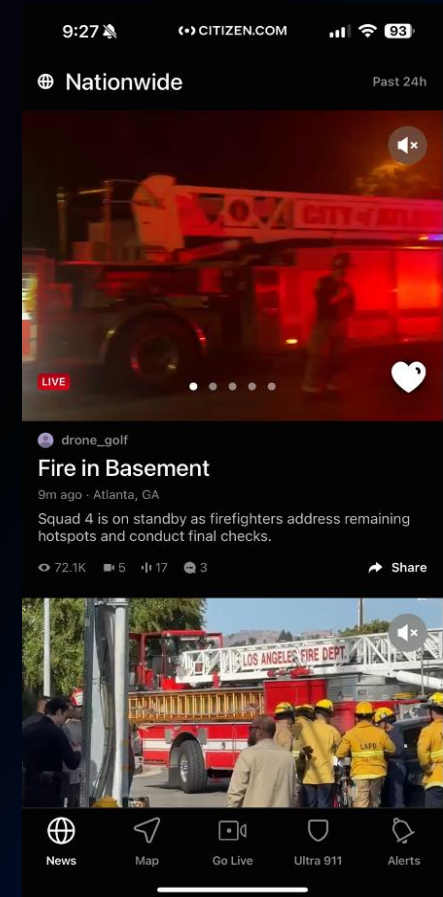 9:27
CITIZEN.COM
93
Nationwide
Past 24h
CITY of ATLA
LIVE
drone_golf
Fire in Basement
9m ago · Atlanta, GA
Squad 4 is on standby as firefighters address remaining
hotspots and conduct final checks.
72.1K
5
17
3
Share
LOS ANGELES FIRE DEPT.
LAFD
News
Map
Go Live
Ultra 911
Alerts